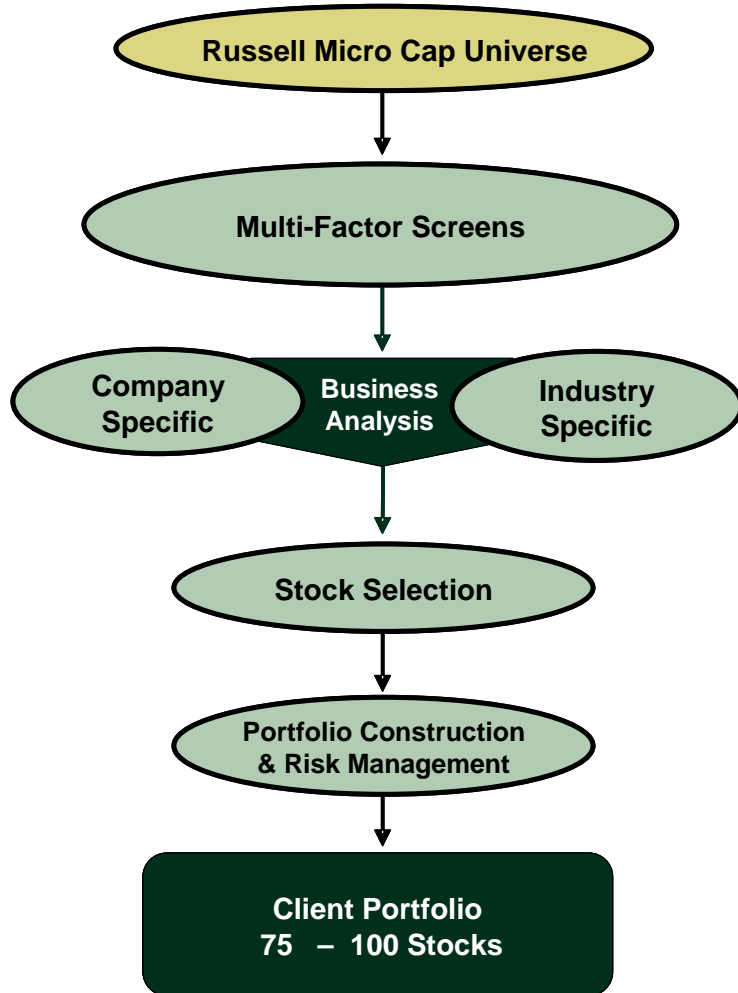 Russell Micro Cap Universe
Multi-Factor Screens
Company
Specific
Business
Analysis
Industry
Specific
Stock Selection
Portfolio Construction
& Risk Management
Client Portfolio
75 – 100 Stocks